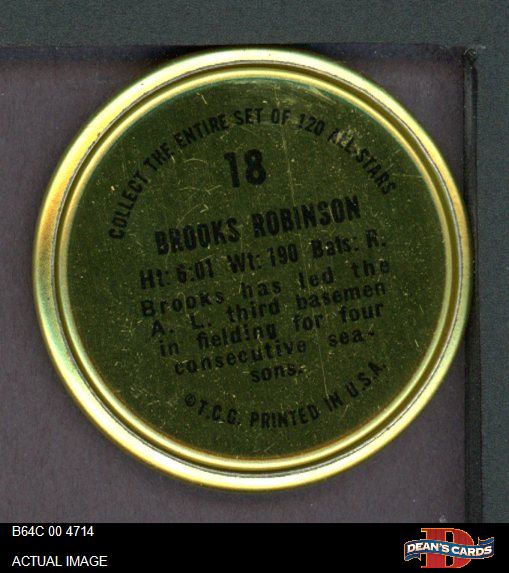 COLLECT THE ENTIRE SET OF 120 ALL STARS
18
BROOKS ROBINSON
Ht: 6:01 Wt: 190 Bats: R.
Brooks has led the
A. L. third basemen
in fielding for four
consecutive sea-
sons.
©T.C.G. PRINTED IN U.S.A.
B64C 00 4714
ACTUAL IMAGE
D
DEAN'S CARDS